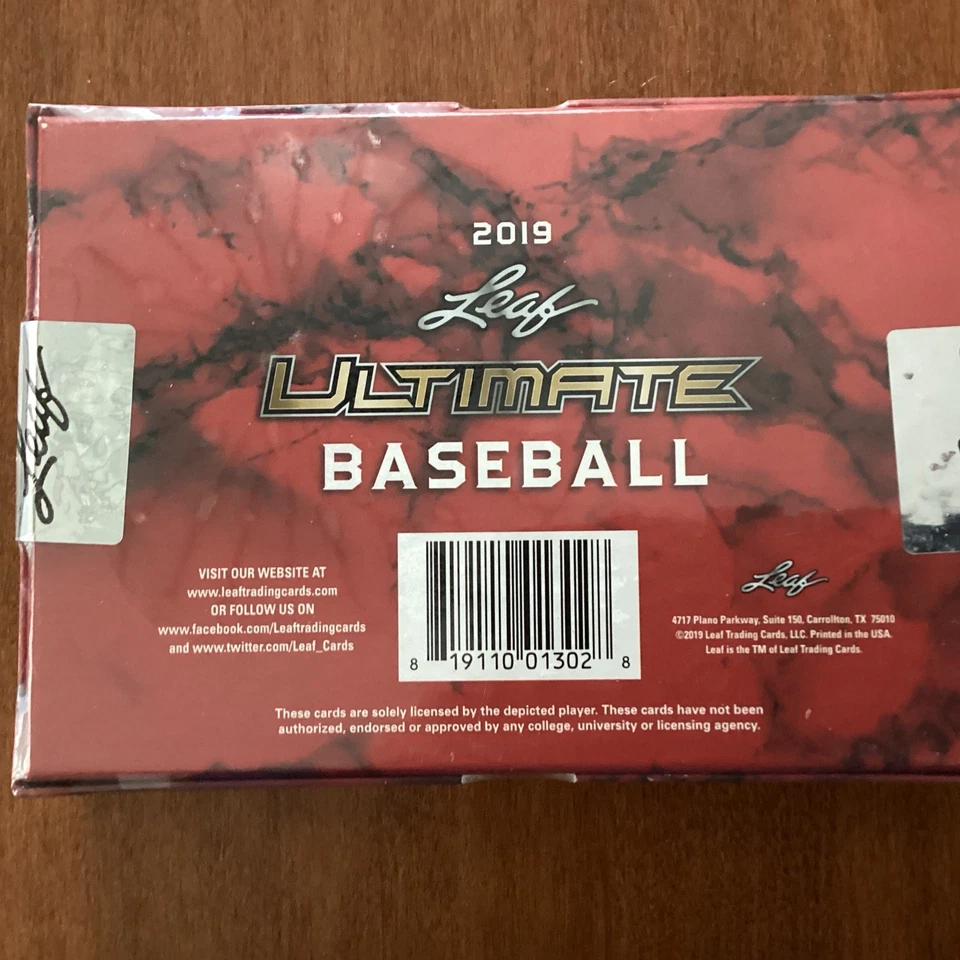 2019
Leaf
ULTIMATE
BASEBALL
Leaf
VISIT OUR WEBSITE AT
www.leaftradingcards.com
OR FOLLOW US ON
www.facebook.com/Leaftradingcards
and www.twitter.com/Leaf_Cards
8 19110 01302 8
Leaf
4717 Plano Parkway, Suite 150, Carrollton, TX 75010
©2019 Leaf Trading Cards, LLC. Printed in the USA.
Leaf is the TM of Leaf Trading Cards.
These cards are solely licensed by the depicted player. These cards have not been
authorized, endorsed or approved by any college, university or licensing agency.